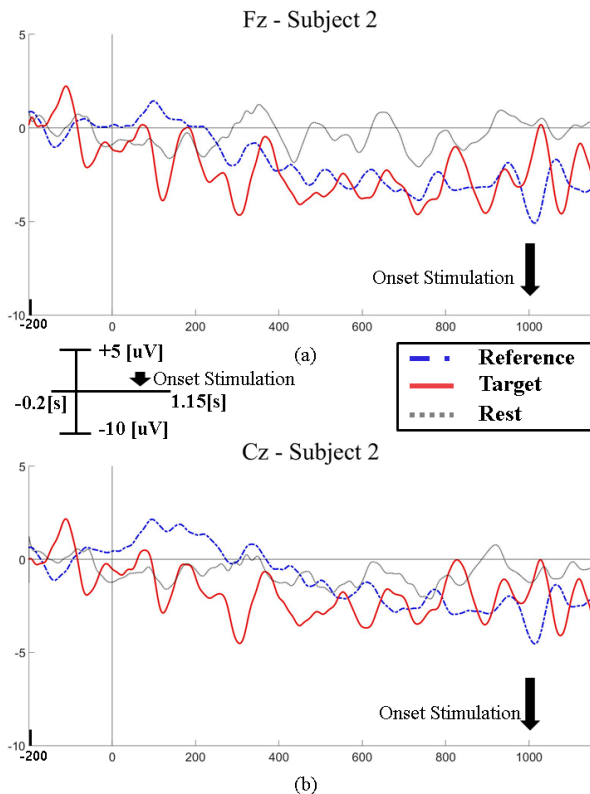 Fz - Subject 2
5
0
-5
-10
Onset Stimulation
-200 0 200 400 600 800 1000
(a)
+5 [uV]
Onset Stimulation
-0.2[s] 1.15[s]
-10 [uV]
Reference
Target
Rest
Cz - Subject 2
5
0
-5
-10
Onset Stimulation
-200 0 200 400 600 800 1000
(b)